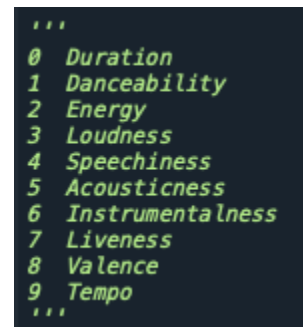 '''
0 Duration
1 Danceability
2 Energy
3 Loudness
4 Speechiness
5 Acousticness
6 Instrumentalness
7 Liveness
8 Valence
9 Tempo
'''